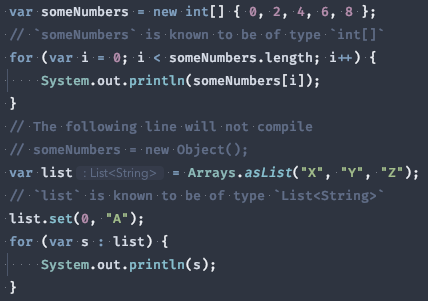 var someNumbers = new int[] { 0, 2, 4, 6, 8 };
// `someNumbers` is known to be of type `int[]`
for (var i = 0; i < someNumbers.length; i++) {
    System.out.println(someNumbers[i]);
}
// The following line will not compile
// someNumbers = new Object();
var list : List<String> = Arrays.asList("X", "Y", "Z");
// `list` is known to be of type `List<String>`
list.set(0, "A");
for (var s : list) {
    System.out.println(s);
}